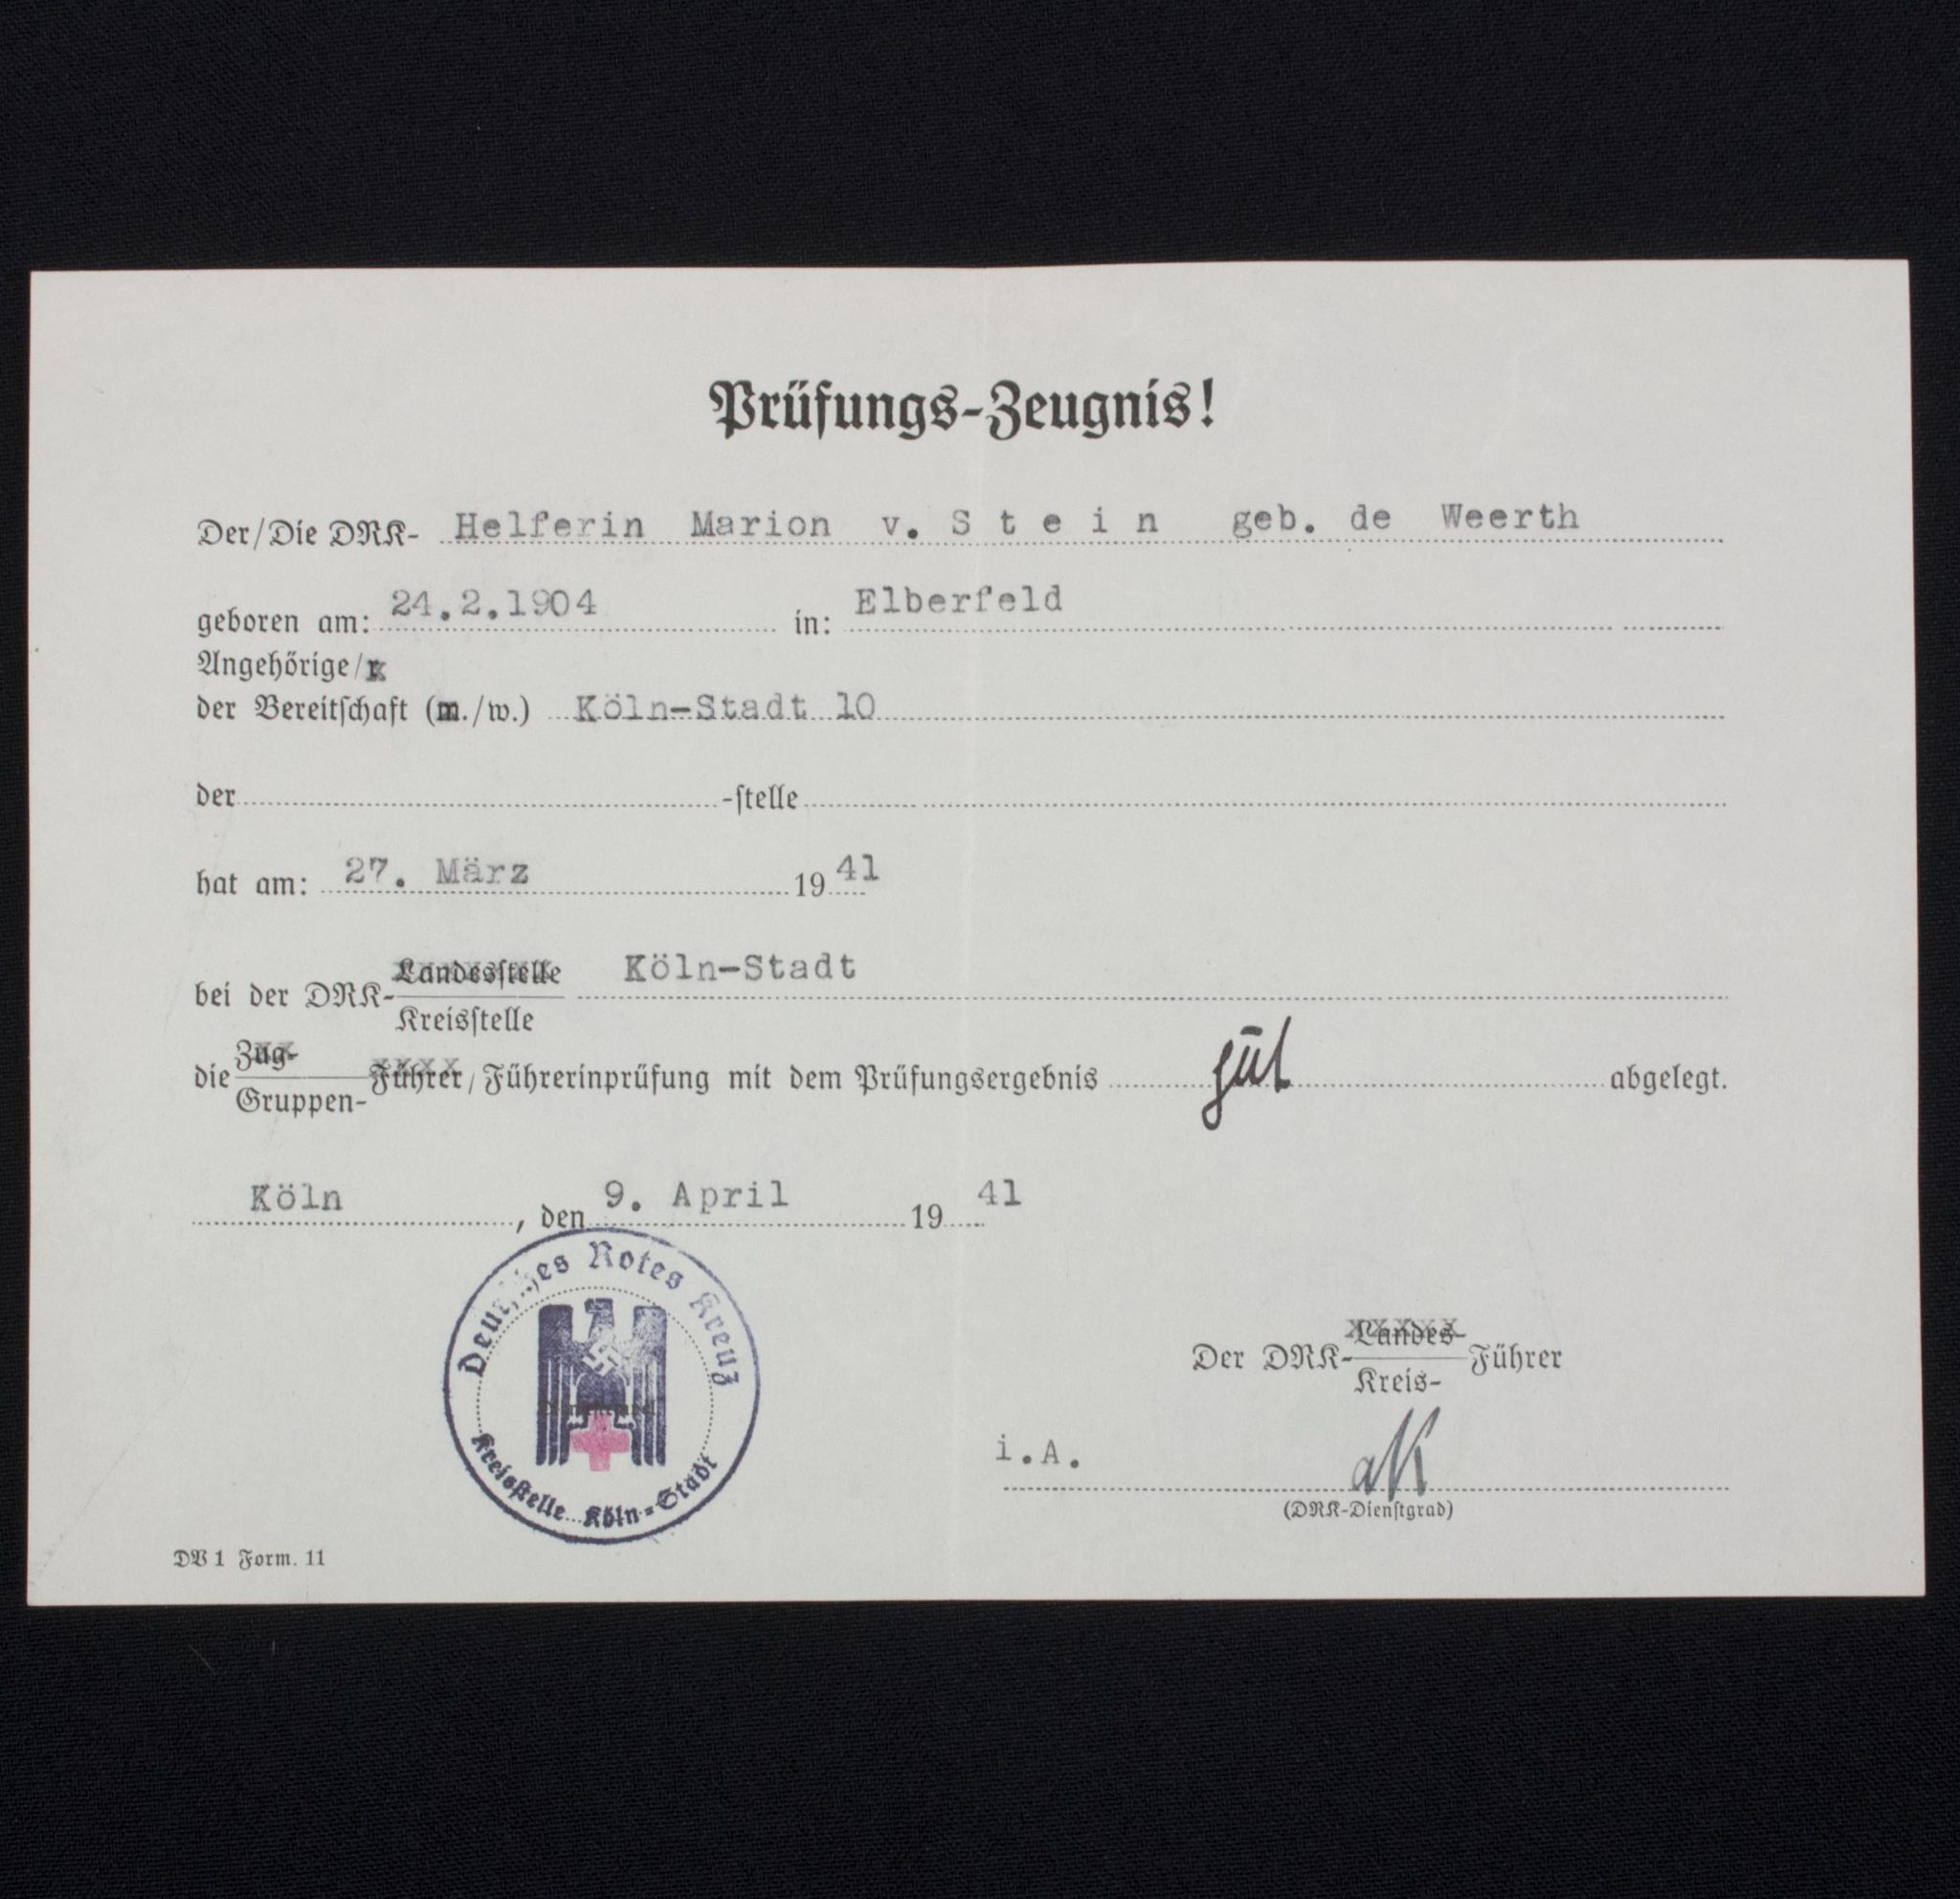 Prüfungs-Zeugnis!
Der/Die DRK- Helferin Marion v. S t e i n geb. de Weerth
geboren am: 24.2.1904 in: Elberfeld
Angehörige/r
der Bereitschaft (m./w.) Köln-Stadt 10
der -stelle
hat am: 27. März 1941
bei der DRK- Landesstelle Köln-Stadt
Kreisstelle
Zug-
die Führer/Führerinprüfung mit dem Prüfungsergebnis gut abgelegt.
Gruppen-
Köln, den 9. April 1941
Deutsches Rotes Kreuz
Kreisstelle Köln-Stadt
Landes-
Der DRK- Führer
Kreis-
i.A.
(DRK-Dienstgrad)
DV 1 Form. 11